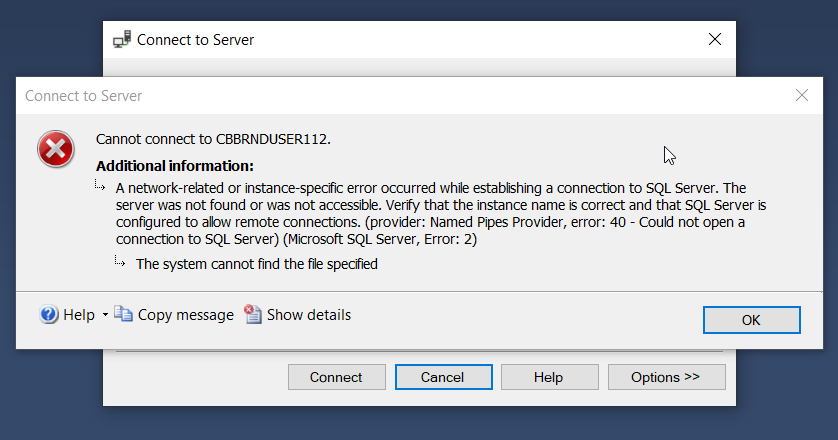 Connect to Server
Connect to Server
Cannot connect to CBBRNDUSER112.
Additional information:
A network-related or instance-specific error occurred while establishing a connection to SQL Server. The
server was not found or was not accessible. Verify that the instance name is correct and that SQL Server is
configured to allow remote connections. (provider: Named Pipes Provider, error: 40 - Could not open a
connection to SQL Server) (Microsoft SQL Server, Error: 2)
The system cannot find the file specified
Help Copy message Show details OK
Connect Cancel Help Options >>